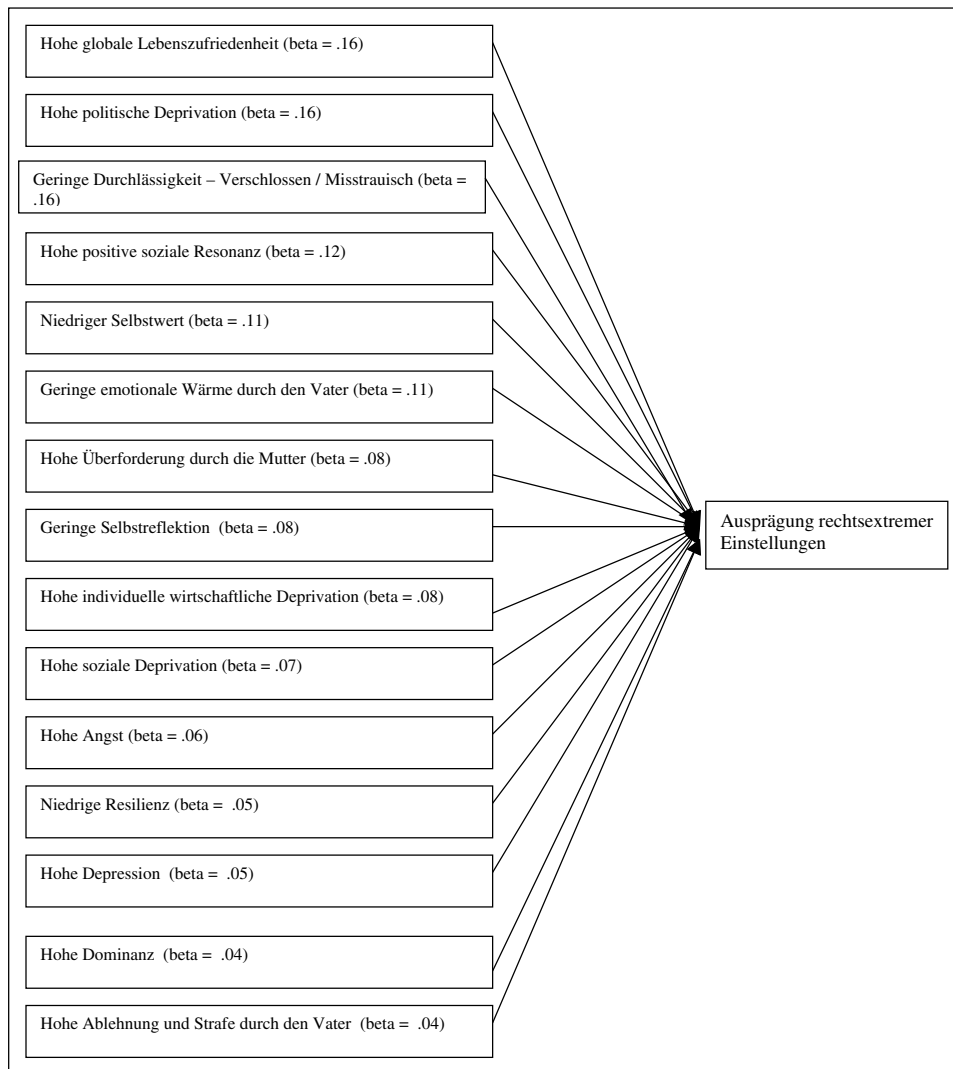 Hohe globale Lebenszufriedenheit (beta = .16)
Hohe politische Deprivation (beta = .16)
Geringe Durchlässigkeit – Verschlossen / Misstrauisch (beta =
.16)
Hohe positive soziale Resonanz (beta = .12)
Niedriger Selbstwert (beta = .11)
Geringe emotionale Wärme durch den Vater (beta = .11)
Hohe Überforderung durch die Mutter (beta = .08)
Geringe Selbstreflektion (beta = .08)
Hohe individuelle wirtschaftliche Deprivation (beta = .08)
Hohe soziale Deprivation (beta = .07)
Hohe Angst (beta = .06)
Niedrige Resilienz (beta = .05)
Hohe Depression (beta = .05)
Hohe Dominanz (beta = .04)
Hohe Ablehnung und Strafe durch den Vater (beta = .04)
Ausprägung rechtsextremer
Einstellungen